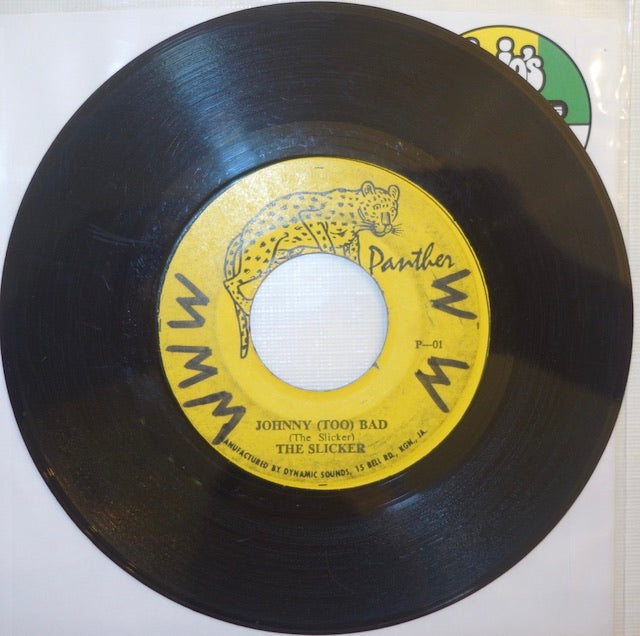 Panther
P—01
W W W
W W
JOHNNY (TOO) BAD
(The Slicker)
THE SLICKER
MANUFACTURED BY DYNAMIC SOUNDS, 15 BELL RD., KGN., JA.